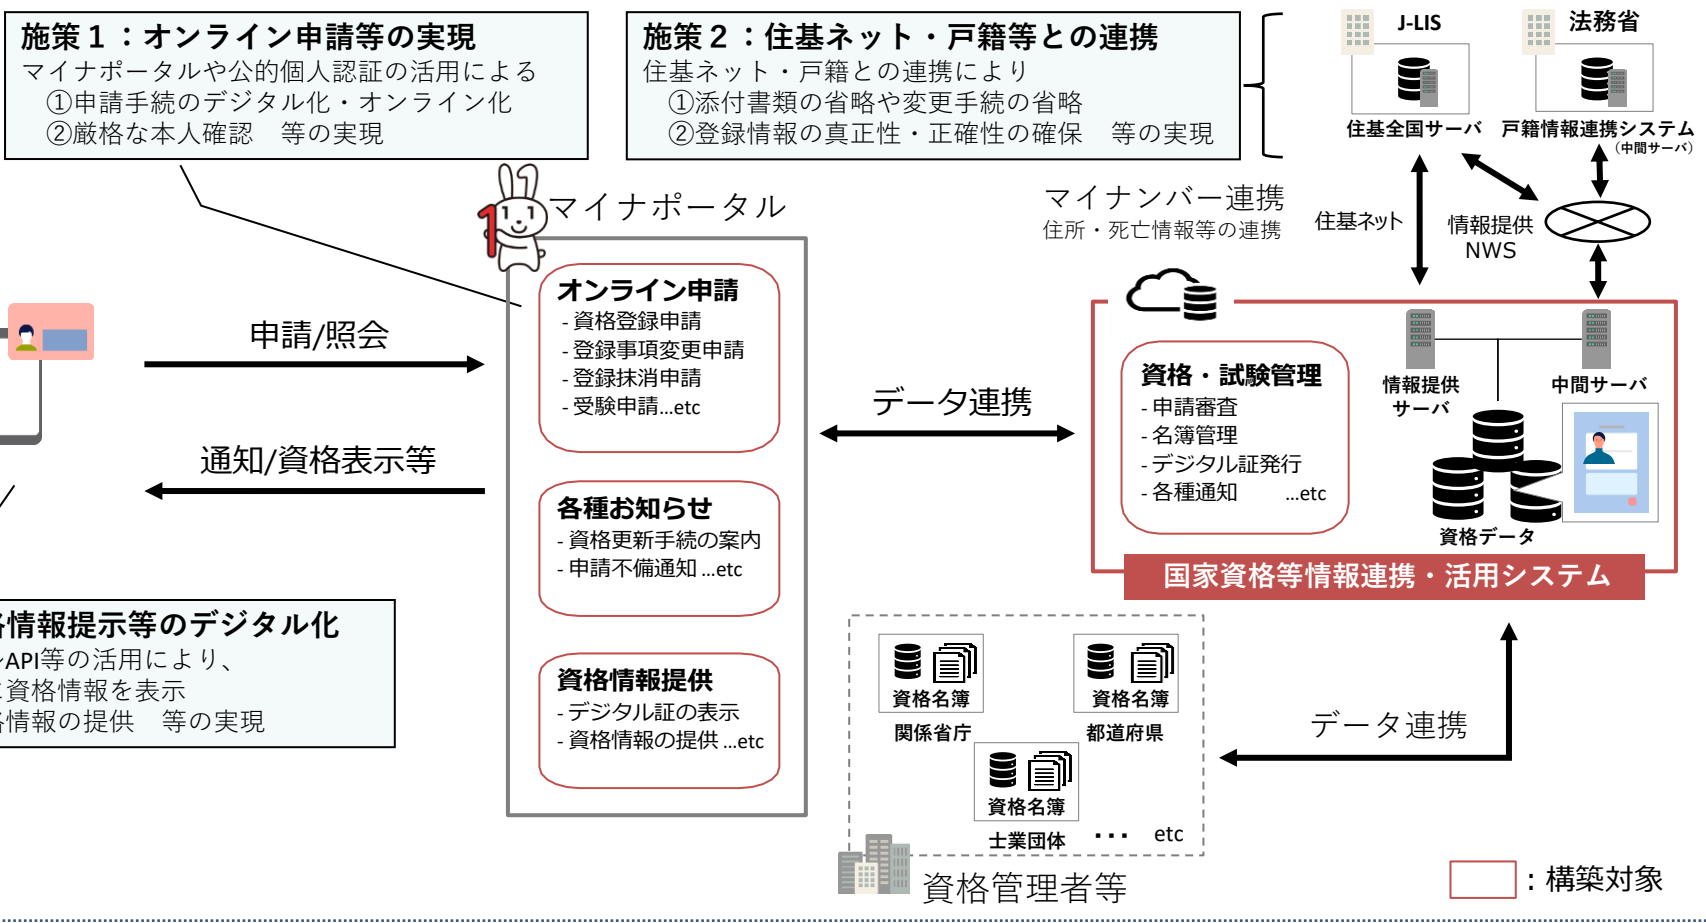 施策１：オンライン申請等の実現
マイナポータルや公的個人認証の活用による
①申請手続のデジタル化・オンライン化
②厳格な本人確認　等の実現
施策２：住基ネット・戸籍等との連携
住基ネット・戸籍との連携により
①添付書類の省略や変更手続の省略
②登録情報の真正性・正確性の確保　等の実現
J-LIS
法務省
住基全国サーバ
戸籍情報連携システム
（中間サーバ）
マイナンバー連携
住所・死亡情報等の連携
住基ネット
情報提供
NWS
1
マイナポータル
オンライン申請
- 資格登録申請
- 登録事項変更申請
- 登録抹消申請
- 受験申請…etc
申請/照会
通知/資格表示等
各種お知らせ
- 資格更新手続の案内
- 申請不備通知 …etc
資格情報提供
- デジタル証の表示
- 資格情報の提供 …etc
データ連携
資格・試験管理
- 申請審査
- 名簿管理
- デジタル証発行
- 各種通知　…etc
情報提供
サーバ
中間サーバ
資格データ
国家資格等情報連携・活用システム
情報提示等のデジタル化
API等の活用により、
資格情報を表示
情報の提供　等の実現
資格名簿
関係省庁
資格名簿
都道府県
資格名簿
士業団体
･･･ etc
資格管理者等
データ連携
：構築対象